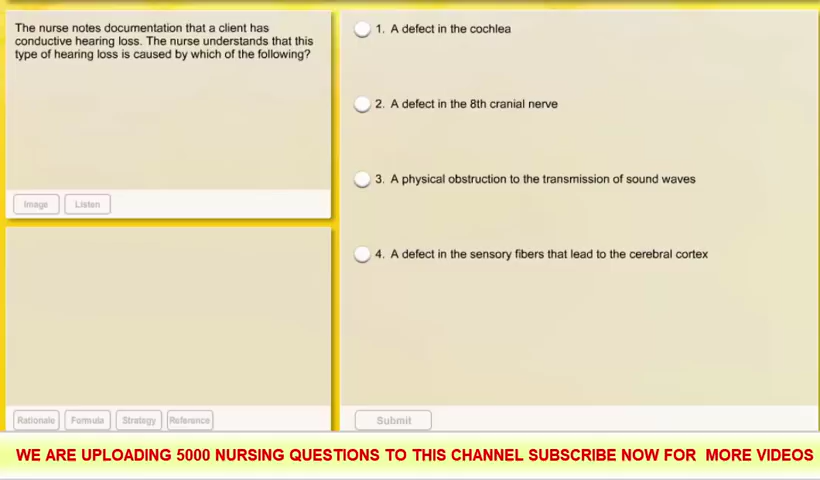 The nurse notes documentation that a client has
conductive hearing loss. The nurse understands that this
type of hearing loss is caused by which of the following?
Image
Listen
1. A defect in the cochlea
2. A defect in the 8th cranial nerve
3. A physical obstruction to the transmission of sound waves
4. A defect in the sensory fibers that lead to the cerebral cortex
Rationale
Formula
Strategy
Reference
Submit
WE ARE UPLOADING 5000 NURSING QUESTIONS TO THIS CHANNEL SUBSCRIBE NOW FOR MORE VIDEOS